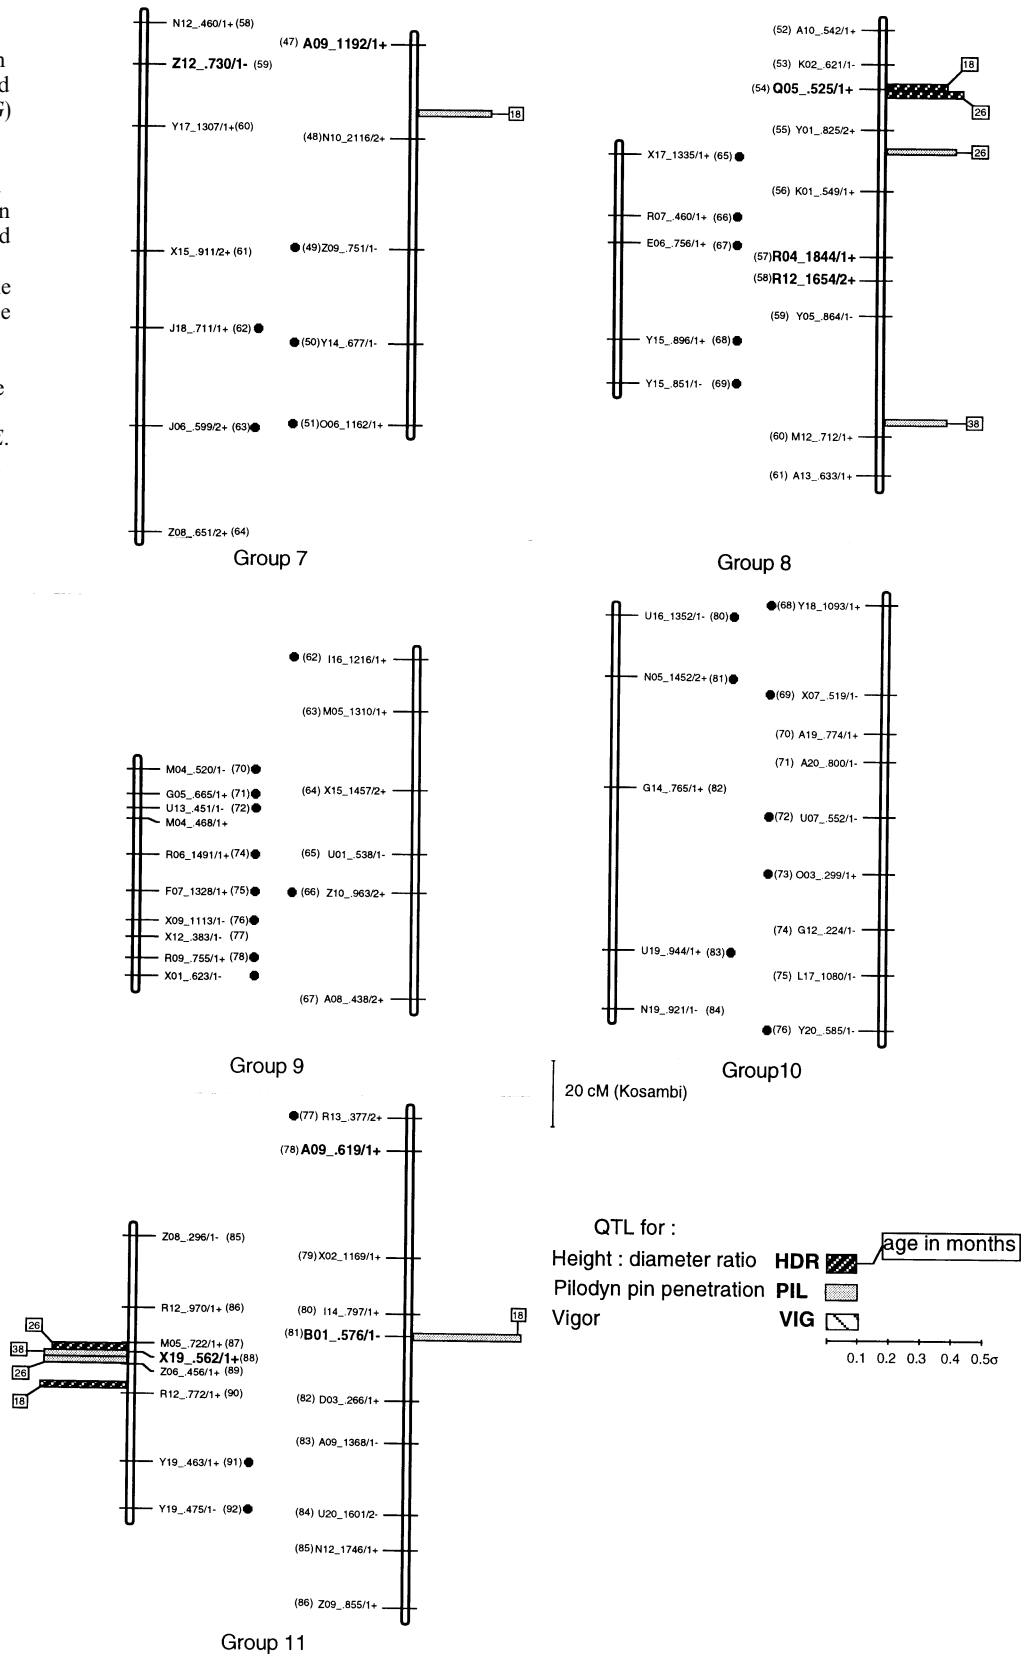 n
d
G)
n
d
e
e
e
E.
N12_.460/1+ (58)
Z12_.730/1- (59)
Y17_1307/1+ (60)
X15_.911/2+ (61)
J18_.711/1+ (62)
J06_.599/2+ (63)
Z08_.651/2+ (64)
(47) A09_1192/1+
18
(48) N10_2116/2+
(49) Z09_.751/1-
(50) Y14_.677/1-
(51) O06_1162/1+
Group 7
X17_1335/1+ (65)
R07_.460/1+ (66)
E06_.756/1+ (67)
Y15_.896/1+ (68)
Y15_.851/1- (69)
(52) A10_.542/1+
(53) K02_.621/1-
18
(54) Q05_.525/1+
26
(55) Y01_.825/2+
26
(56) K01_.549/1+
(57) R04_1844/1+
(58) R12_1654/2+
(59) Y05_.864/1-
38
(60) M12_.712/1+
(61) A13_.633/1+
Group 8
M04_.520/1- (70)
G05_.665/1+ (71)
U13_.451/1- (72)
M04_.468/1+
R06_1491/1+ (74)
F07_1328/1+ (75)
X09_1113/1- (76)
X12_.383/1- (77)
R09_.755/1+ (78)
X01_.623/1-
(62) I16_1216/1+
(63) M05_1310/1+
(64) X15_1457/2+
(65) U01_.538/1-
(66) Z10_.963/2+
(67) A08_.438/2+
Group 9
U16_1352/1- (80)
N05_1452/2+ (81)
G14_.765/1+ (82)
U19_.944/1+ (83)
N19_.921/1- (84)
(68) Y18_1093/1+
(69) X07_.519/1-
(70) A19_.774/1+
(71) A20_.800/1-
(72) U07_.552/1-
(73) O03_.299/1+
(74) G12_.224/1-
(75) L17_1080/1-
(76) Y20_.585/1-
Group10
20 cM (Kosambi)
Z08_.296/1- (85)
R12_.970/1+ (86)
26
M05_.722/1+ (87)
38
X19_.562/1+ (88)
26
Z06_.456/1+ (89)
18
R12_.772/1+ (90)
Y19_.463/1+ (91)
Y19_.475/1- (92)
(77) R13_.377/2+
(78) A09_.619/1+
(79) X02_1169/1+
(80) I14_.797/1+
18
(81) B01_.576/1-
(82) D03_.266/1+
(83) A09_1368/1-
(84) U20_1601/2-
(85) N12_1746/1+
(86) Z09_.855/1+
Group 11
QTL for :
age in months
Height : diameter ratio HDR
Pilodyn pin penetration PIL
Vigor VIG
0.1 0.2 0.3 0.4 0.5σ